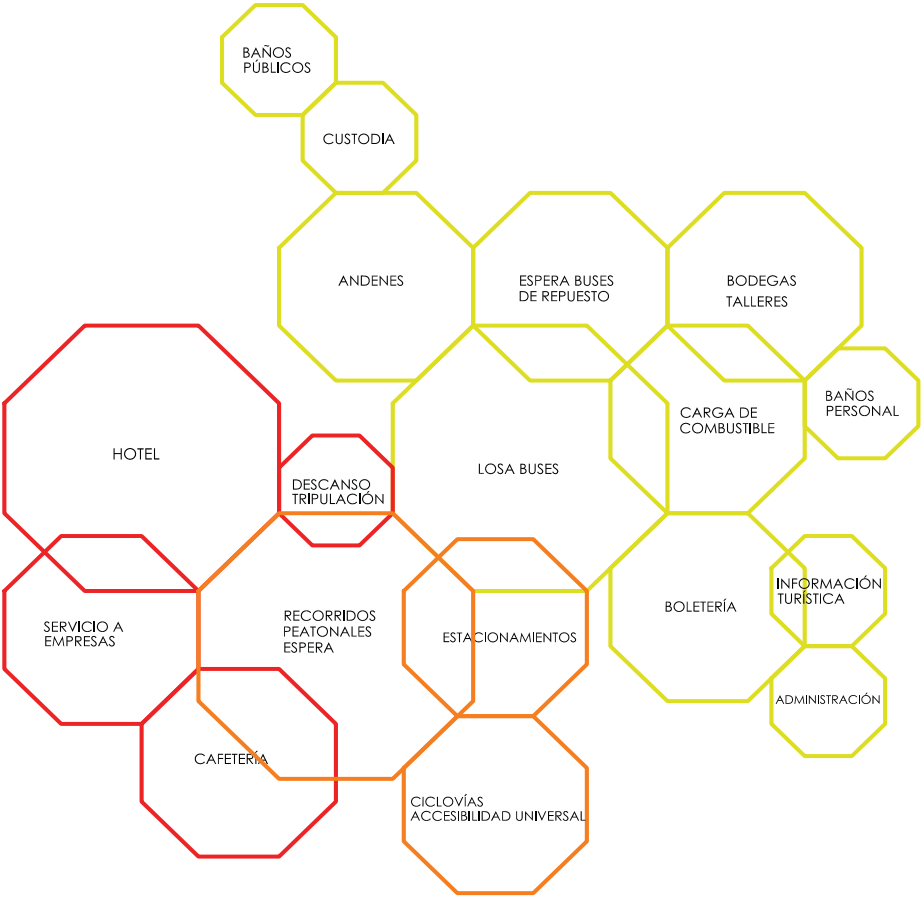 BAÑOS
PÚBLICOS
CUSTODIA
ANDENES
ESPERA BUSES
DE REPUESTO
BODEGAS
TALLERES
BAÑOS
PERSONAL
CARGA DE
COMBUSTIBLE
HOTEL
LOSA BUSES
DESCANSO
TRIPULACIÓN
INFORMACIÓN
TURÍSTICA
BOLETERÍA
RECORRIDOS
PEATONALES
ESPERA
SERVICIO A
EMPRESAS
ESTACIONAMIENTOS
ADMINISTRACIÓN
CAFETERÍA
CICLOVÍAS
ACCESIBILIDAD UNIVERSAL